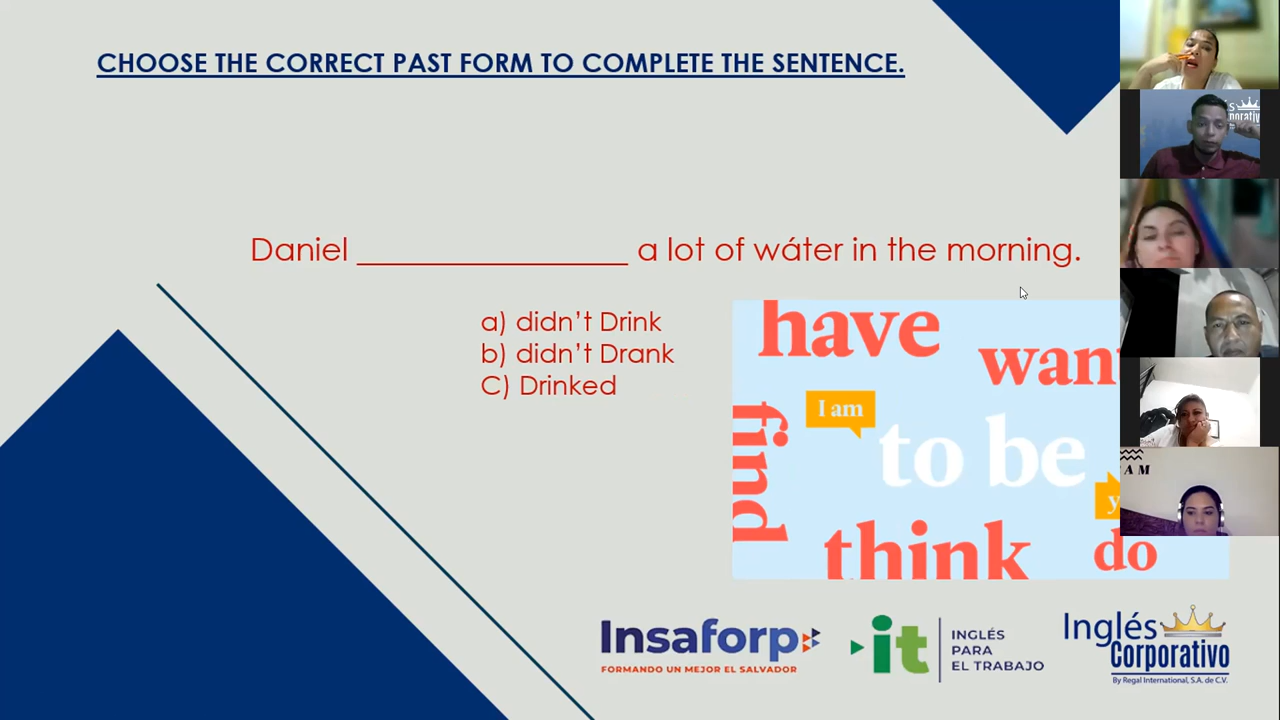 CHOOSE THE CORRECT PAST FORM TO COMPLETE THE SENTENCE.
Daniel ________________ a lot of wáter in the morning.
a) didn't Drink
b) didn't Drank
C) Drinked
have
want
find
I am
to be
y
think
do
Insaforp
FORMANDO UN MEJOR EL SALVADOR
it
INGLÉS
PARA
EL TRABAJO
Inglés
Corporativo
By Regal International, S.A. de C.V.
AM